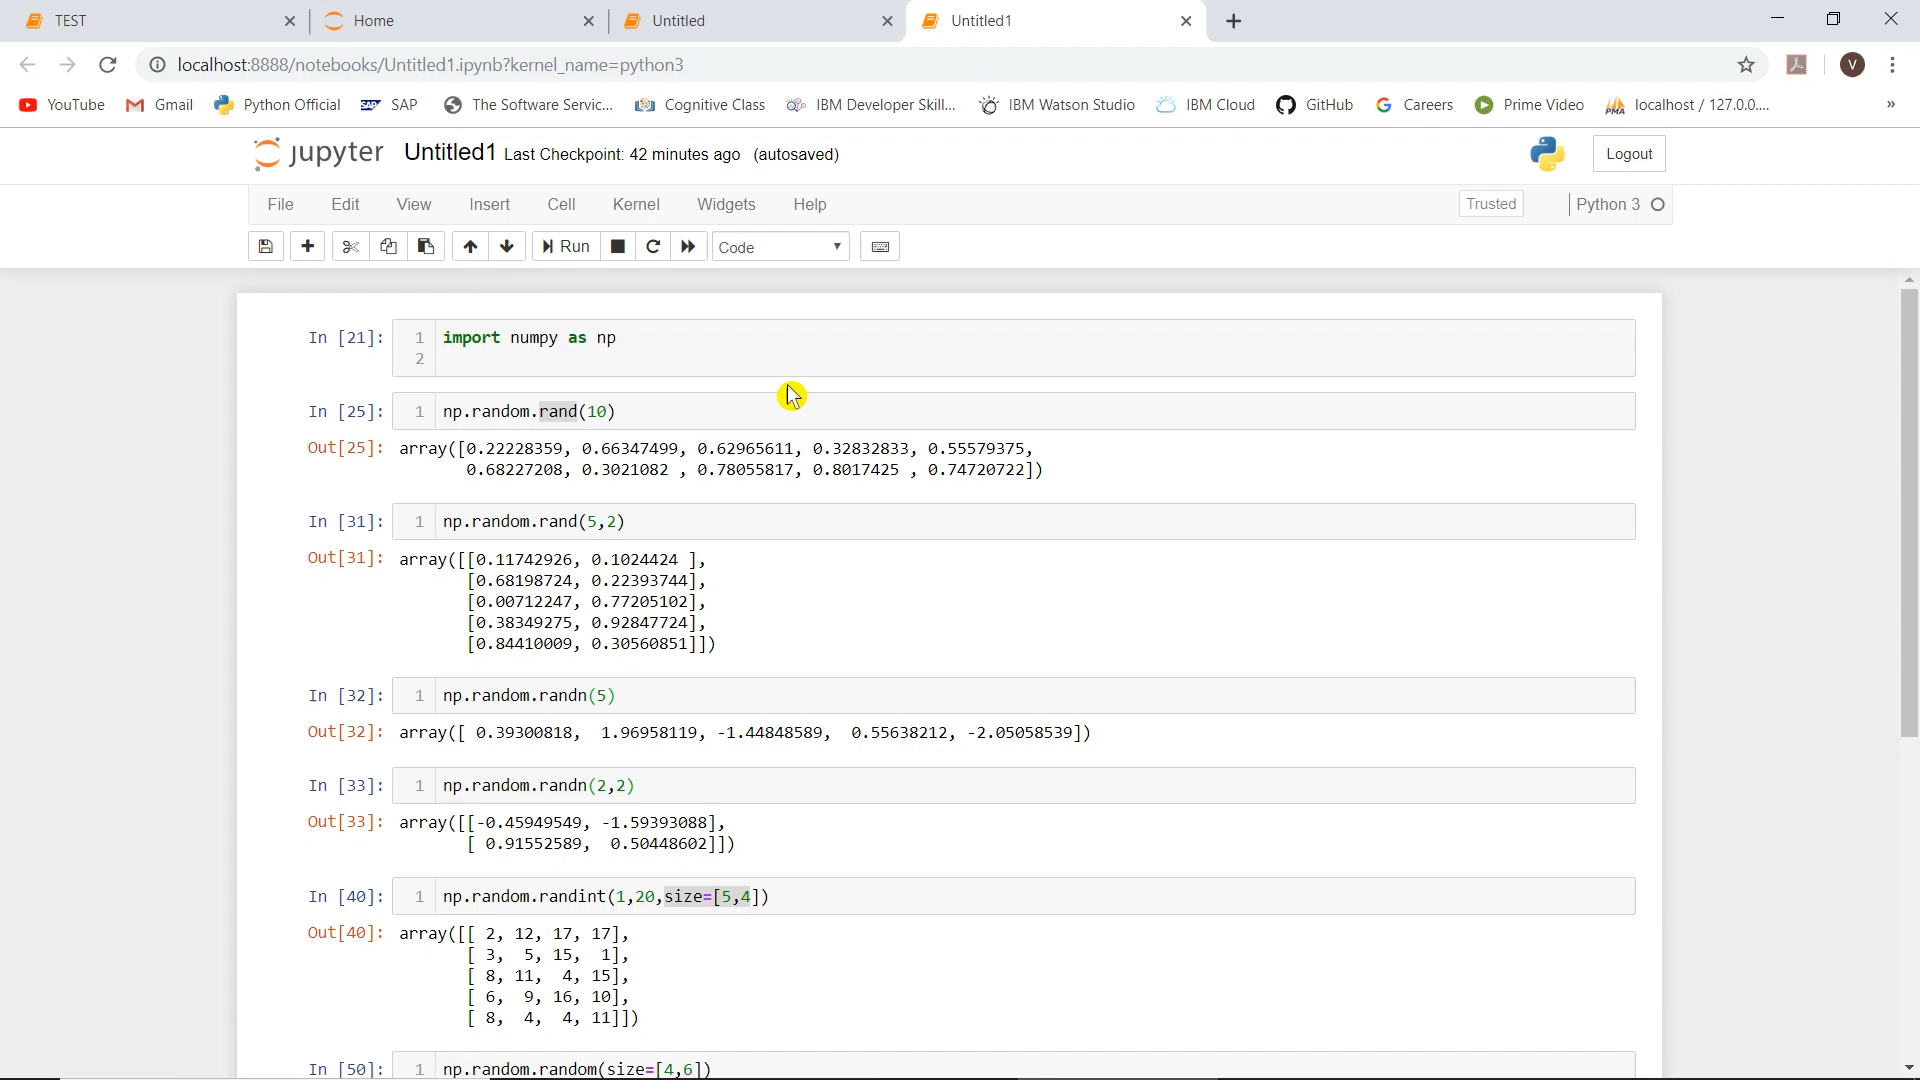 TEST
Home
Untitled
Untitled1
localhost:8888/notebooks/Untitled1.ipynb?kernel_name=python3
V
YouTube
Gmail
Python Official
SAP SAP
The Software Servic...
Cognitive Class
IBM Developer Skill...
IBM Watson Studio
IBM Cloud
GitHub
Careers
Prime Video
PMA localhost / 127.0.0....
»
jupyter Untitled1 Last Checkpoint: 42 minutes ago (autosaved)
Logout
File Edit View Insert Cell Kernel Widgets Help
Trusted
Python 3
Run
Code
In [21]: 1 import numpy as np
2
In [25]: 1 np.random.rand(10)
Out[25]: array([0.22228359, 0.66347499, 0.62965611, 0.32832833, 0.55579375,
0.68227208, 0.3021082 , 0.78055817, 0.8017425 , 0.74720722])
In [31]: 1 np.random.rand(5,2)
Out[31]: array([[0.11742926, 0.1024424 ],
[0.68198724, 0.22393744],
[0.00712247, 0.77205102],
[0.38349275, 0.92847724],
[0.84410009, 0.30560851]])
In [32]: 1 np.random.randn(5)
Out[32]: array([ 0.39300818, 1.96958119, -1.44848589, 0.55638212, -2.05058539])
In [33]: 1 np.random.randn(2,2)
Out[33]: array([[-0.45949549, -1.59393088],
[ 0.91552589, 0.50448602]])
In [40]: 1 np.random.randint(1,20,size=[5,4])
Out[40]: array([[ 2, 12, 17, 17],
[ 3, 5, 15, 1],
[ 8, 11, 4, 15],
[ 6, 9, 16, 10],
[ 8, 4, 4, 11]])
In [50]: 1 np.random.random(size=[4,6])